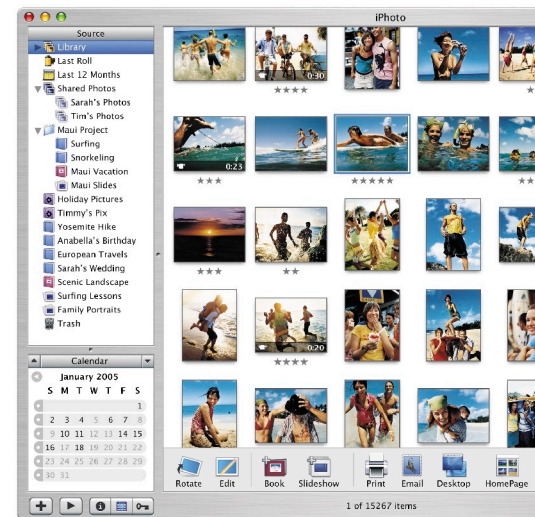 iPhoto
Source
Library
Last Roll
Last 12 Months
Shared Photos
Sarah's Photos
Tim's Photos
Maui Project
Surfing
Snorkeling
Maui Vacation
Maui Slides
Holiday Pictures
Timmy's Pix
Yosemite Hike
Anabella's Birthday
European Travels
Sarah's Wedding
Scenic Landscape
Surfing Lessons
Family Portraits
Trash
0:30
0:23
0:20
Calendar
January 2005
S M T W T F S
1
2 3 4 5 6 7 8
9 10 11 12 13 14 15
16 17 18 19 20 21 22
23 24 25 26 27 28 29
30 31
Rotate Edit Book Slideshow Print Email Desktop HomePage
1 of 15267 items